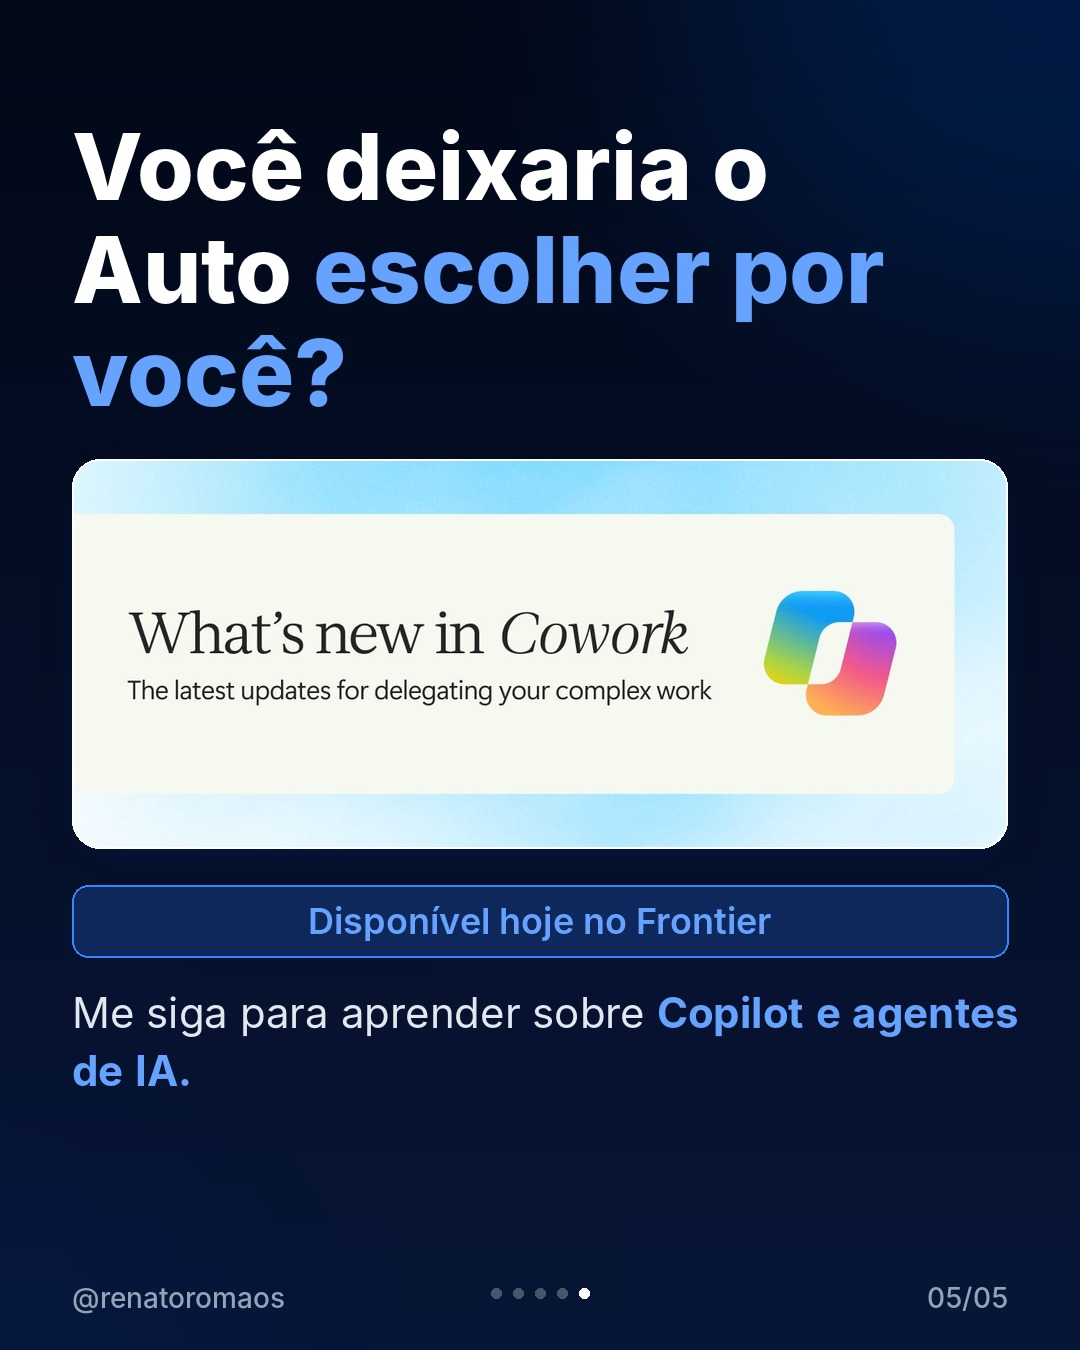 Você deixaria o
Auto escolher por
você?
What's new in Cowork
The latest updates for delegating your complex work
Disponível hoje no Frontier
Me siga para aprender sobre Copilot e agentes
de IA.
@renatoromaos
05/05